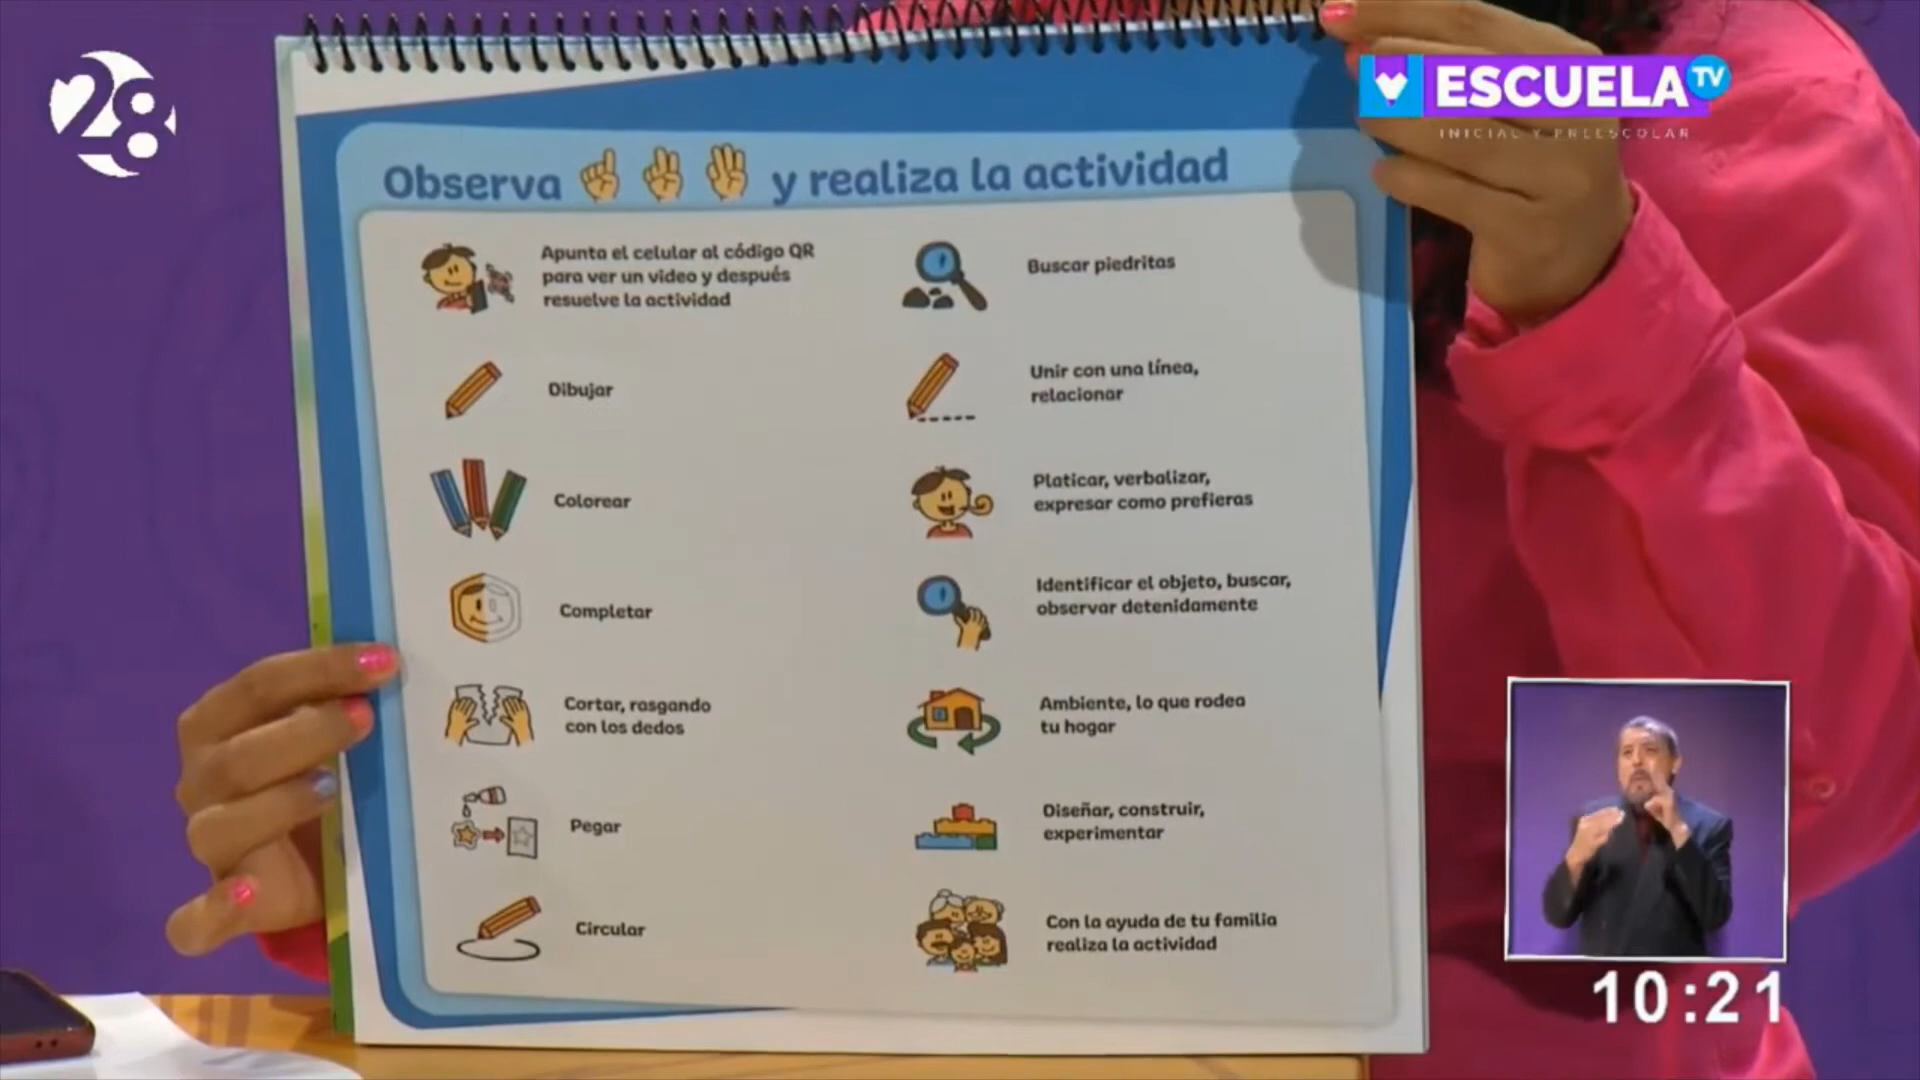 28
ESCUELA TV
INICIAL Y PREESCOLAR
Observa y realiza la actividad
Apunta el celular al código QR
para ver un video y después
resuelve la actividad
Dibujar
Colorear
Completar
Cortar, rasgando
con los dedos
Pegar
Circular
Buscar piedritas
Unir con una línea,
relacionar
Platicar, verbalizar,
expresar como prefieras
Identificar el objeto, buscar,
observar detenidamente
Ambiente, lo que rodea
tu hogar
Diseñar, construir,
experimentar
Con la ayuda de tu familia
realiza la actividad
10:21